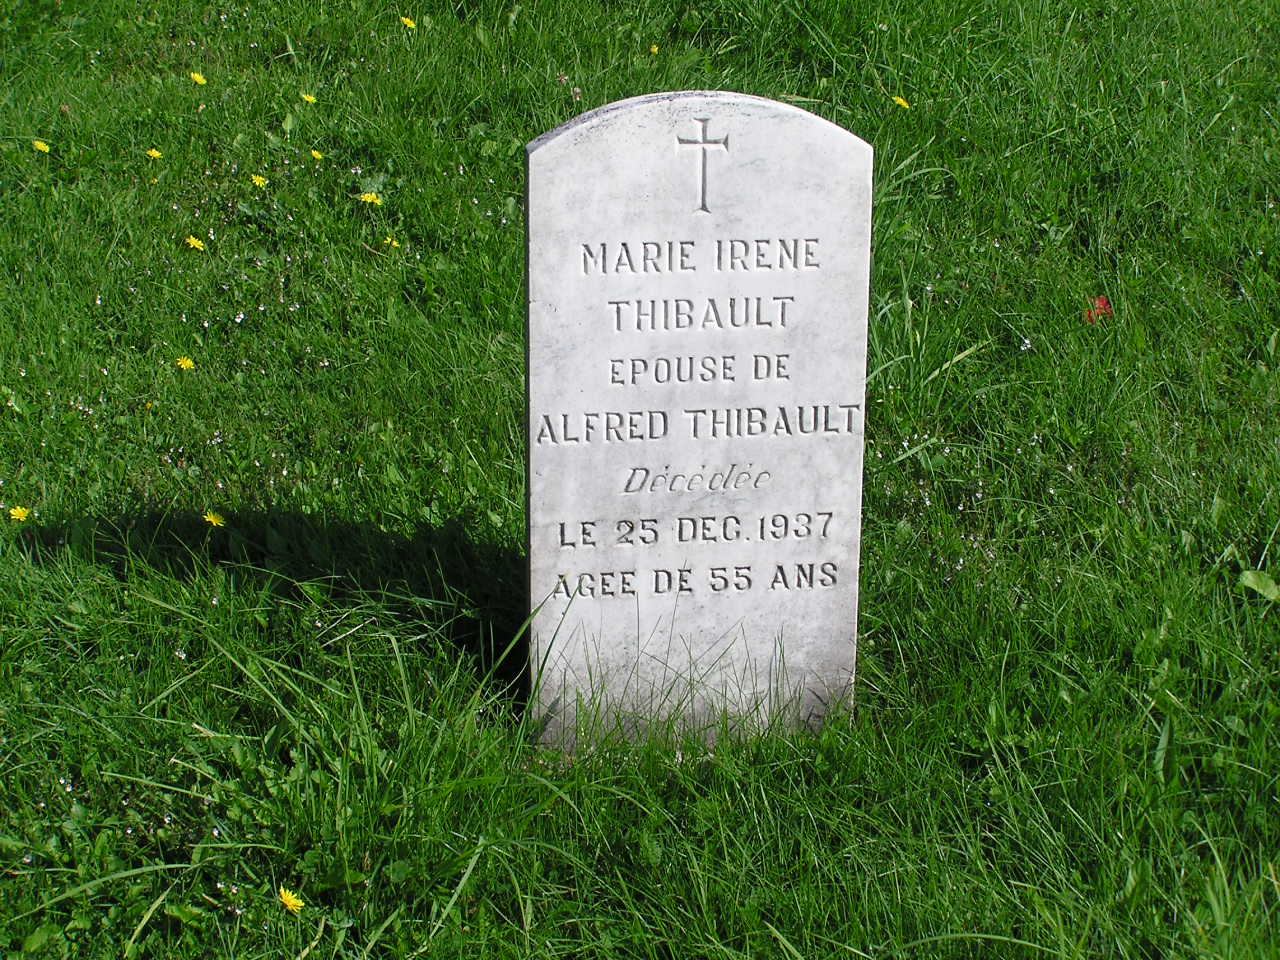 MARIE IRENE
THIBAULT
EPOUSE DE
ALFRED THIBAULT
Décédée
LE 25 DEC. 1937
AGEE DE 55 ANS